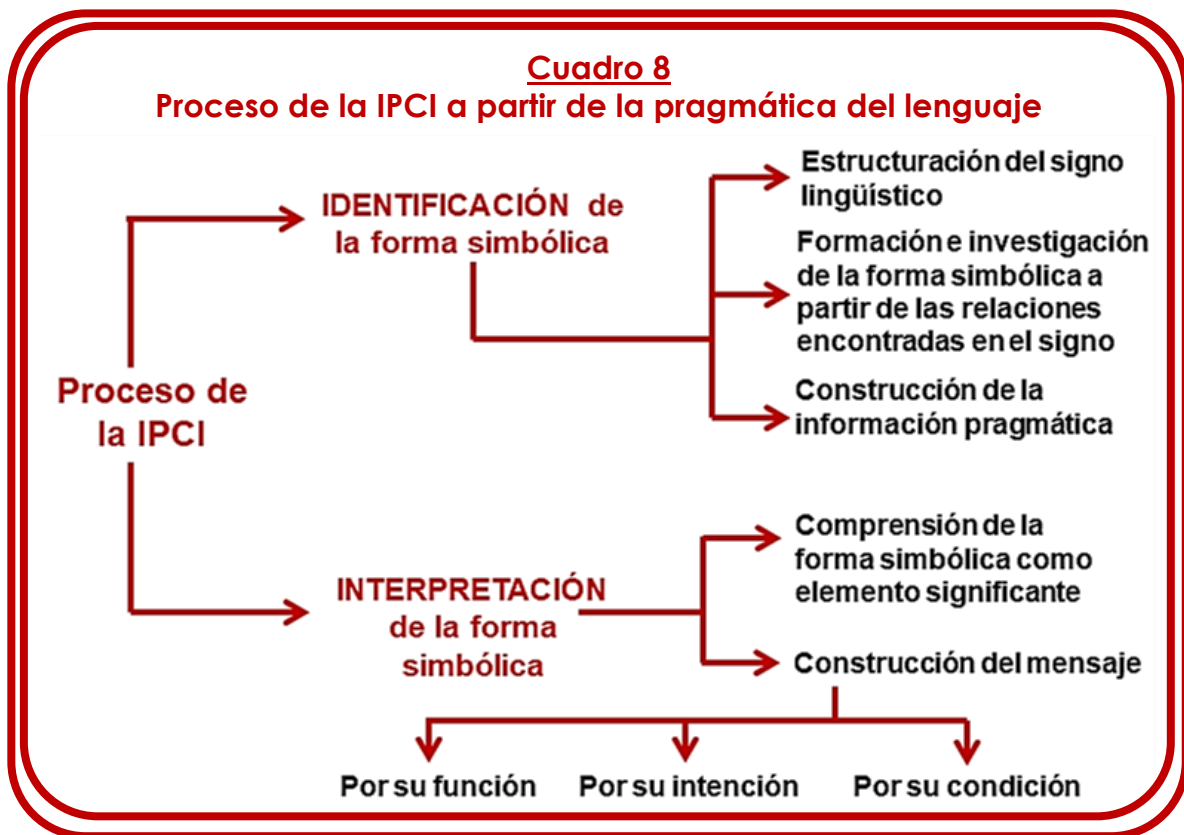 Cuadro 8
Proceso de la IPCI a partir de la pragmática del lenguaje
Proceso de
la IPCI
IDENTIFICACIÓN de
la forma simbólica
Estructuración del signo
lingüístico
Formación e investigación
de la forma simbólica a
partir de las relaciones
encontradas en el signo
Construcción de la
información pragmática
INTERPRETACIÓN
de la forma
simbólica
Comprensión de la
forma simbólica como
elemento significante
Construcción del mensaje
Por su función
Por su intención
Por su condición